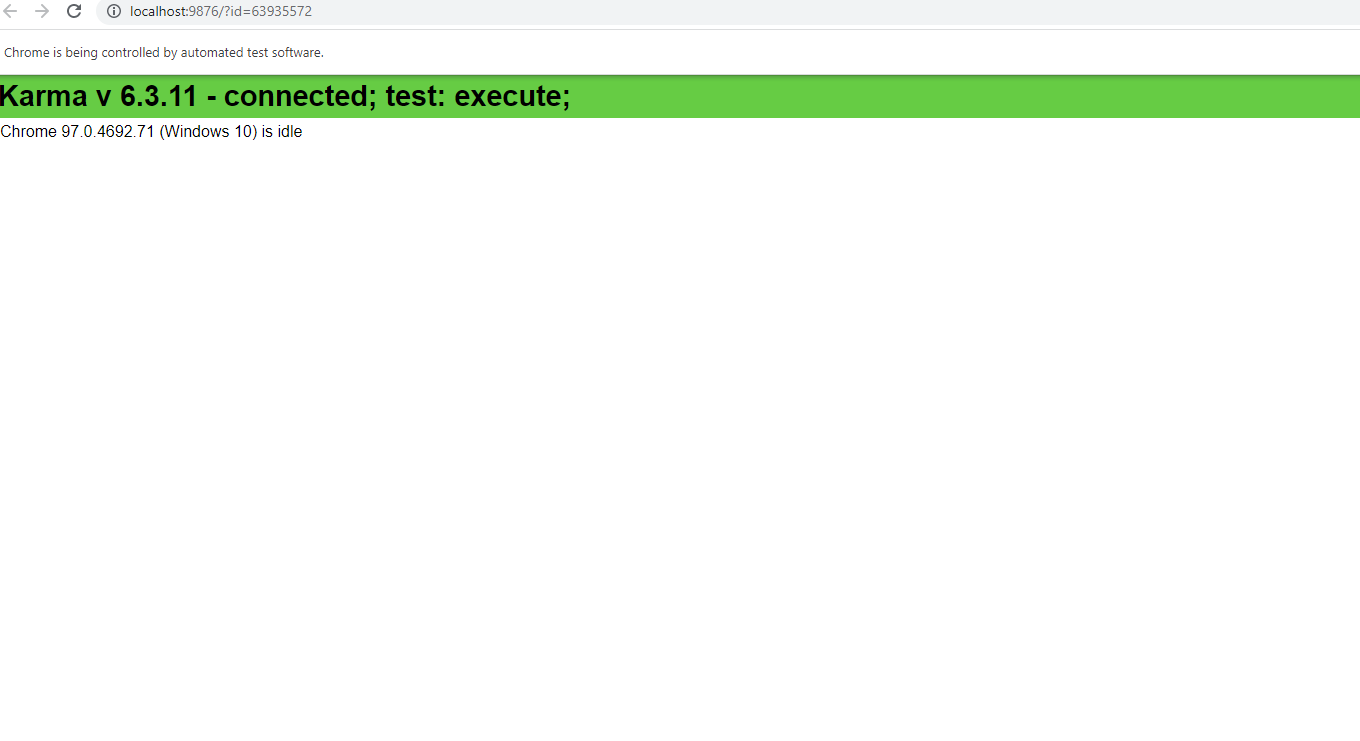 localhost:9876/?id=63935572
Chrome is being controlled by automated test software.
Karma v 6.3.11 - connected; test: execute;
Chrome 97.0.4692.71 (Windows 10) is idle